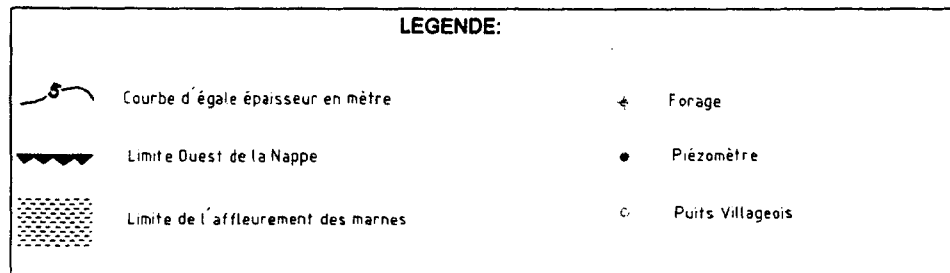 LEGENDE:
5 Courbe d'égale épaisseur en mètre
Forage
Limite Ouest de la Nappe
Piézomètre
Limite de l'affleurement des marnes
Puits Villageois